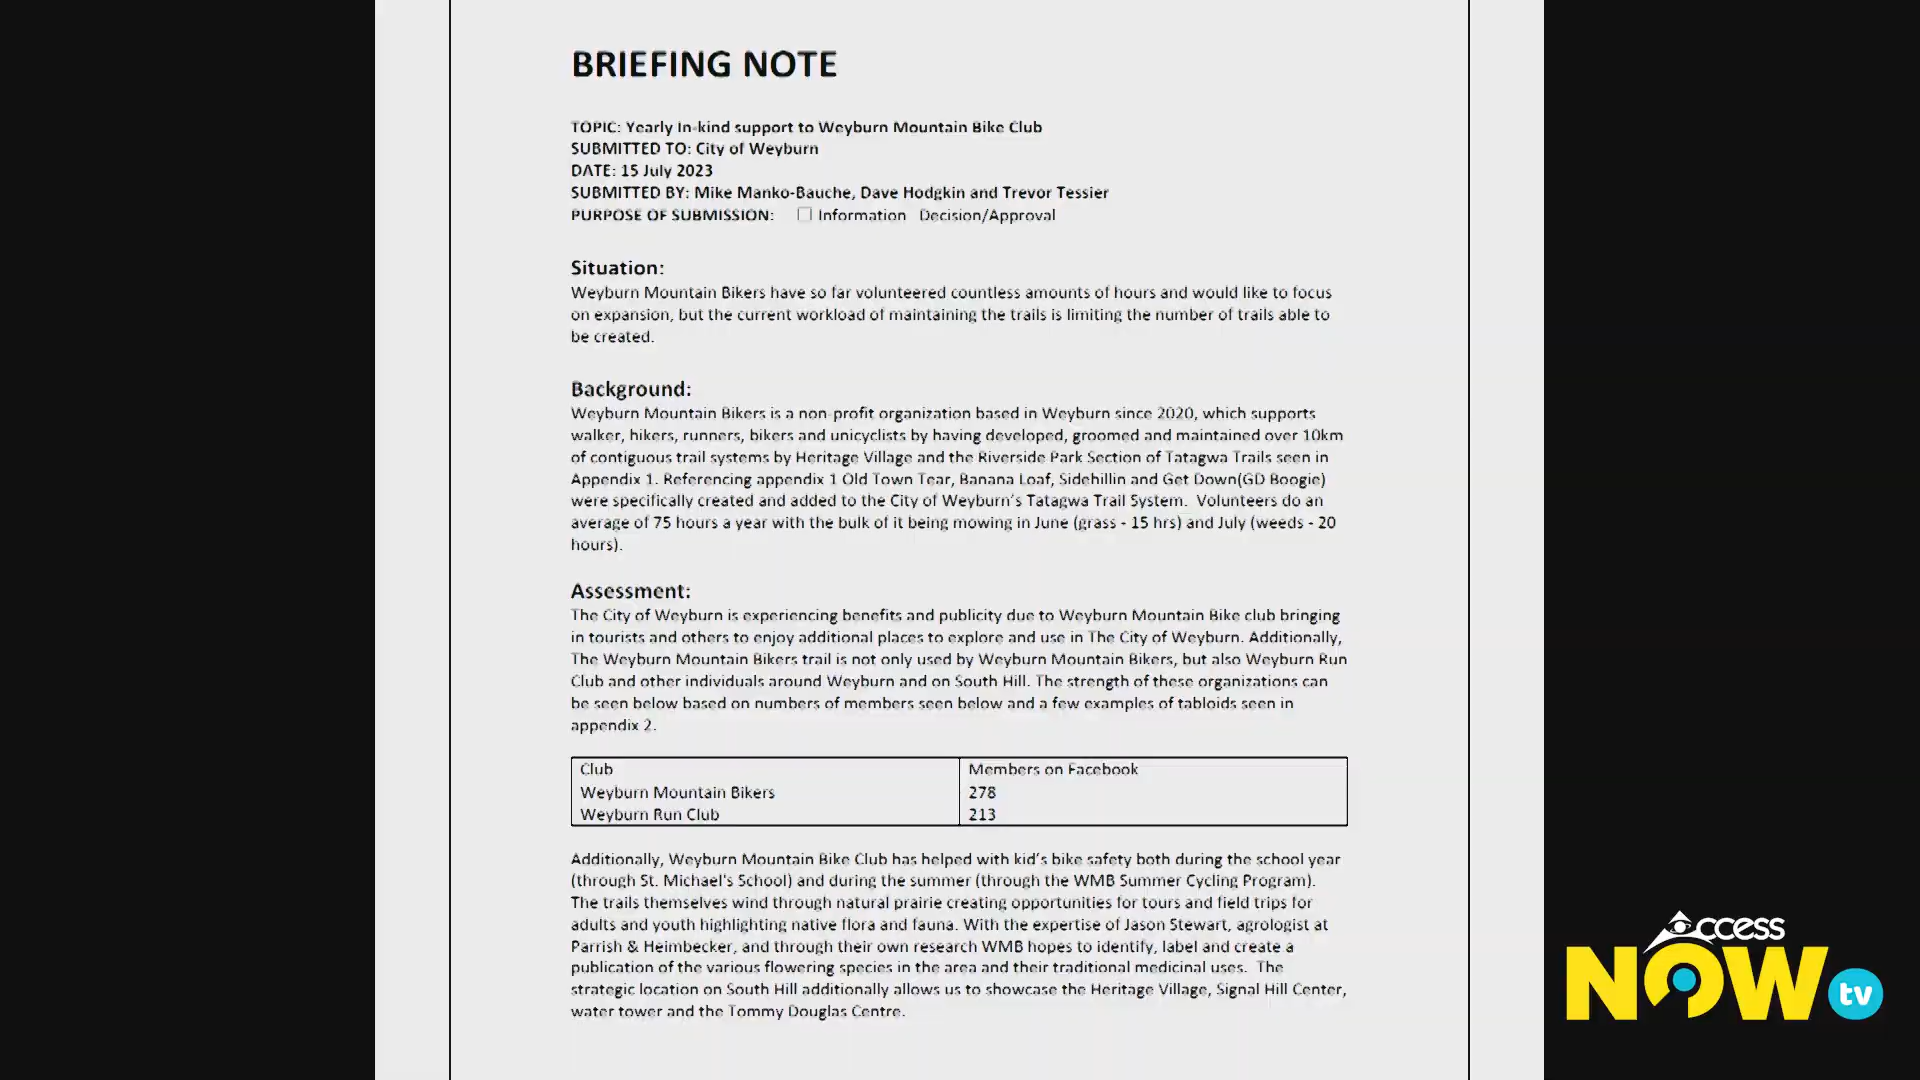 BRIEFING NOTE
TOPIC: Yearly In-kind support to Weyburn Mountain Bike Club
SUBMITTED TO: City of Weyburn
DATE: 15 July 2023
SUBMITTED BY: Mike Manko-Bauche, Dave Hodgkin and Trevor Tessier
PURPOSE OF SUBMISSION: ☐ Information Decision/Approval
Situation:
Weyburn Mountain Bikers have so far volunteered countless amounts of hours and would like to focus
on expansion, but the current workload of maintaining the trails is limiting the number of trails able to
be created.
Background:
Weyburn Mountain Bikers is a non-profit organization based in Weyburn since 2020, which supports
walker, hikers, runners, bikers and unicyclists by having developed, groomed and maintained over 10km
of contiguous trail systems by Heritage Village and the Riverside Park Section of Tatagwa Trails seen in
Appendix 1. Referencing appendix 1 Old Town Tear, Banana Loaf, Sidehillin and Get Down(GD Boogie)
were specifically created and added to the City of Weyburn's Tatagwa Trail System. Volunteers do an
average of 75 hours a year with the bulk of it being mowing in June (grass - 15 hrs) and July (weeds - 20
hours).
Assessment:
The City of Weyburn is experiencing benefits and publicity due to Weyburn Mountain Bike club bringing
in tourists and others to enjoy additional places to explore and use in The City of Weyburn. Additionally,
The Weyburn Mountain Bikers trail is not only used by Weyburn Mountain Bikers, but also Weyburn Run
Club and other individuals around Weyburn and on South Hill. The strength of these organizations can
be seen below based on numbers of members seen below and a few examples of tabloids seen in
appendix 2.
Club Members on Facebook
Weyburn Mountain Bikers 278
Weyburn Run Club 213
Additionally, Weyburn Mountain Bike Club has helped with kid's bike safety both during the school year
(through St. Michael's School) and during the summer (through the WMB Summer Cycling Program).
The trails themselves wind through natural prairie creating opportunities for tours and field trips for
adults and youth highlighting native flora and fauna. With the expertise of Jason Stewart, agrologist at
Parrish & Heimbecker, and through their own research WMB hopes to identify, label and create a
publication of the various flowering species in the area and their traditional medicinal uses. The
strategic location on South Hill additionally allows us to showcase the Heritage Village, Signal Hill Center,
water tower and the Tommy Douglas Centre.
Access
NOW tv